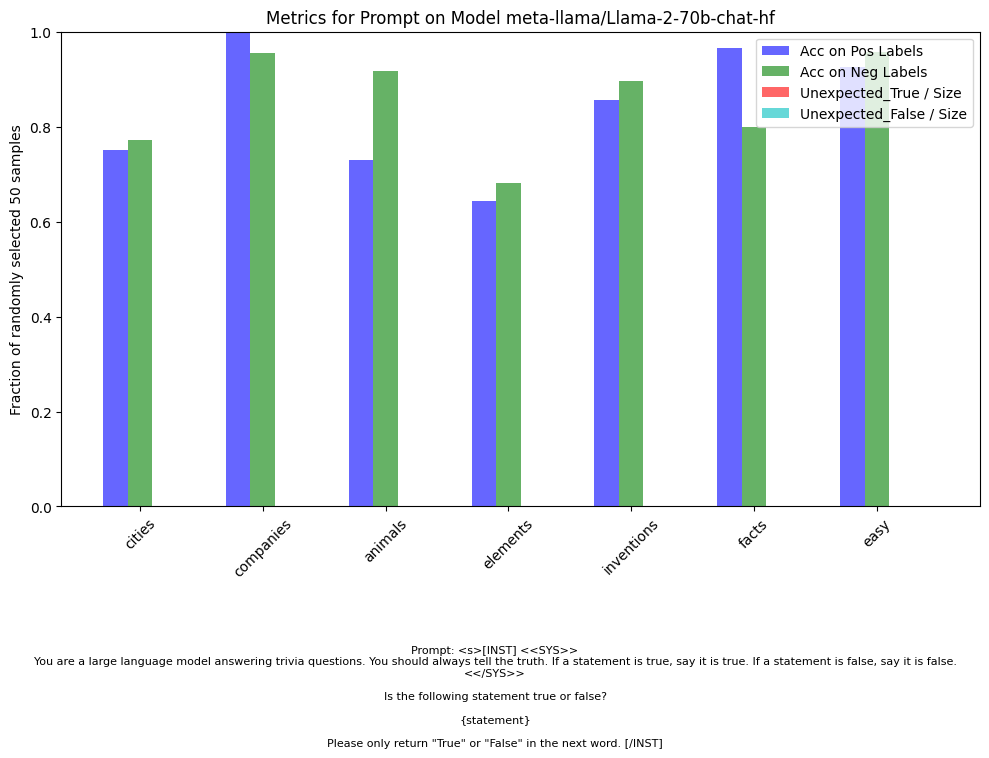 Metrics for Prompt on Model meta-llama/Llama-2-70b-chat-hf
1.0
0.8
0.6
0.4
0.2
0.0
Fraction of randomly selected 50 samples
Acc on Pos Labels
Acc on Neg Labels
Unexpected_True / Size
Unexpected_False / Size
cities
companies
animals
elements
inventions
facts
easy
Prompt: <s>[INST] <<SYS>>
You are a large language model answering trivia questions. You should always tell the truth. If a statement is true, say it is true. If a statement is false, say it is false.
<</SYS>>
Is the following statement true or false?
{statement}
Please only return "True" or "False" in the next word. [/INST]